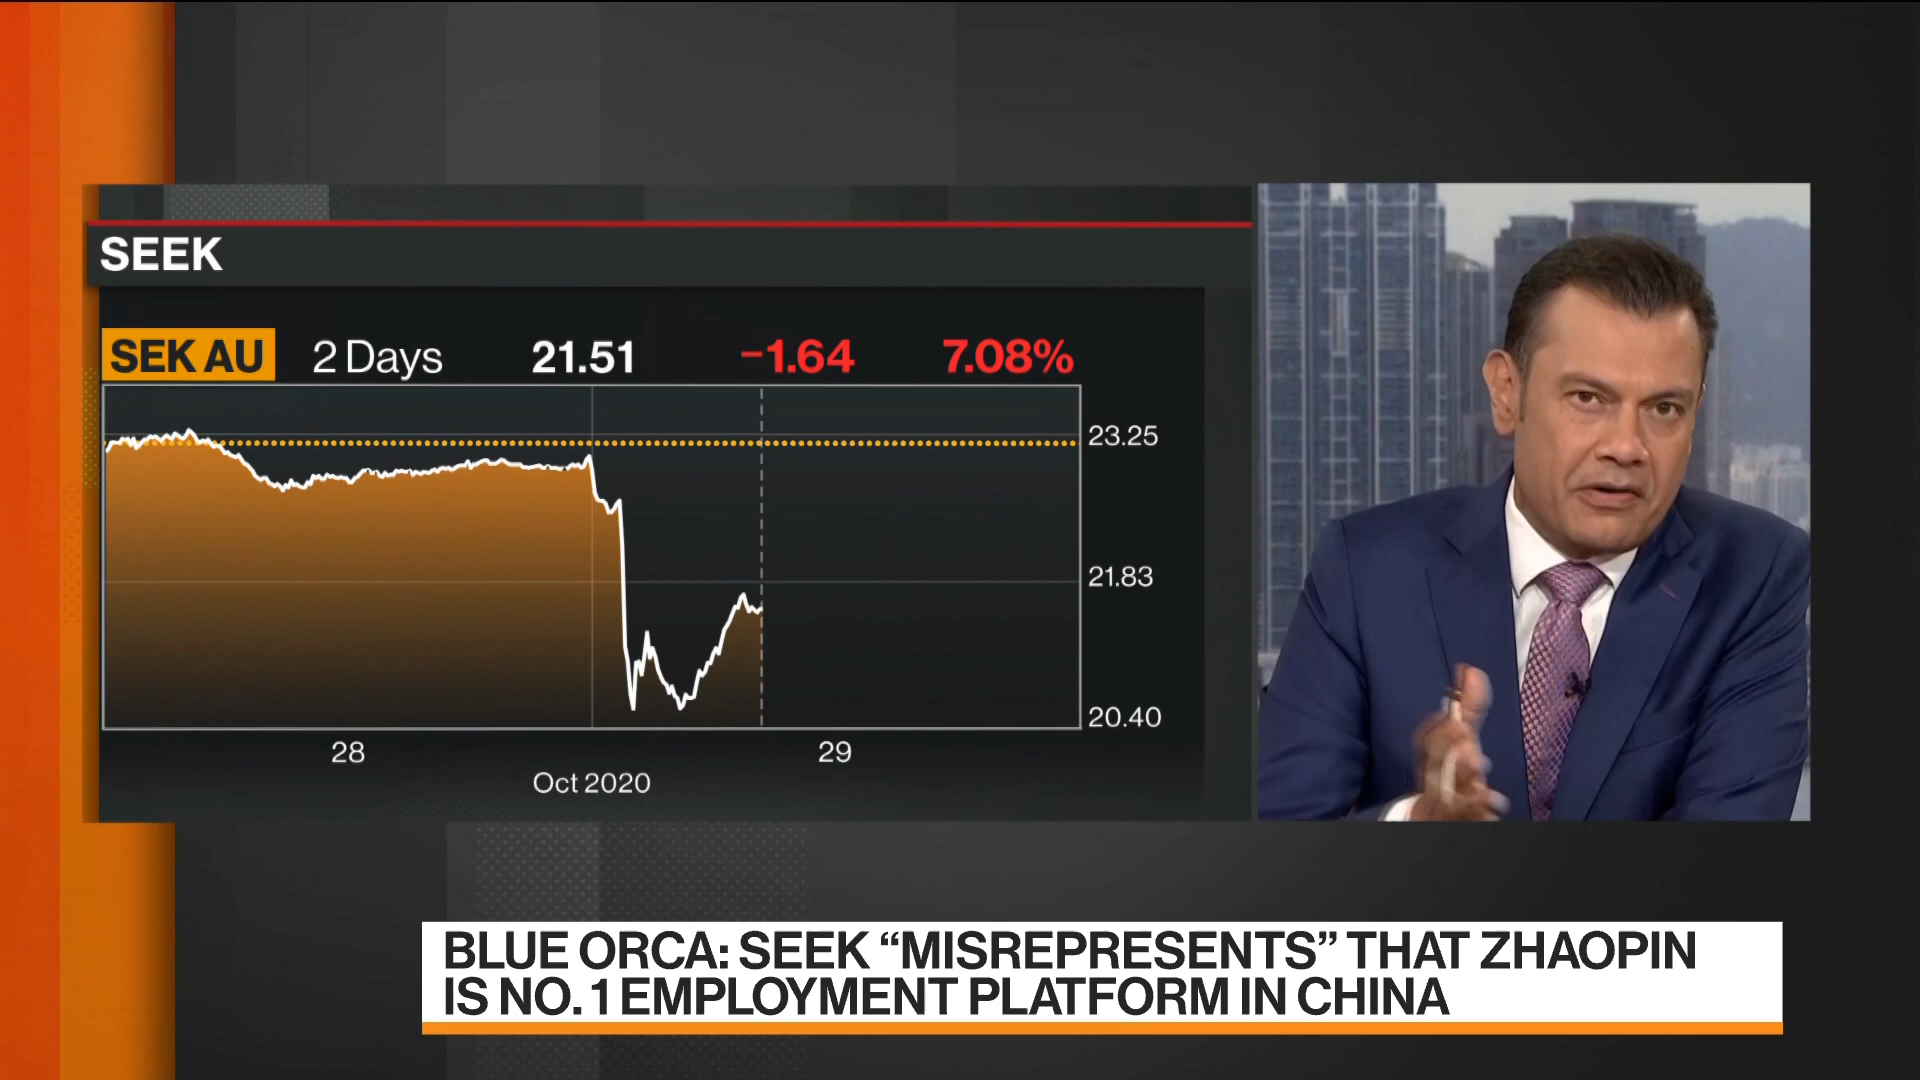 SEEK
SEK AU 2 Days 21.51 -1.64 7.08%
23.25
21.83
20.40
28 29
Oct 2020
BLUE ORCA: SEEK “MISREPRESENTS” THAT ZHAOPIN
IS NO. 1 EMPLOYMENT PLATFORM IN CHINA